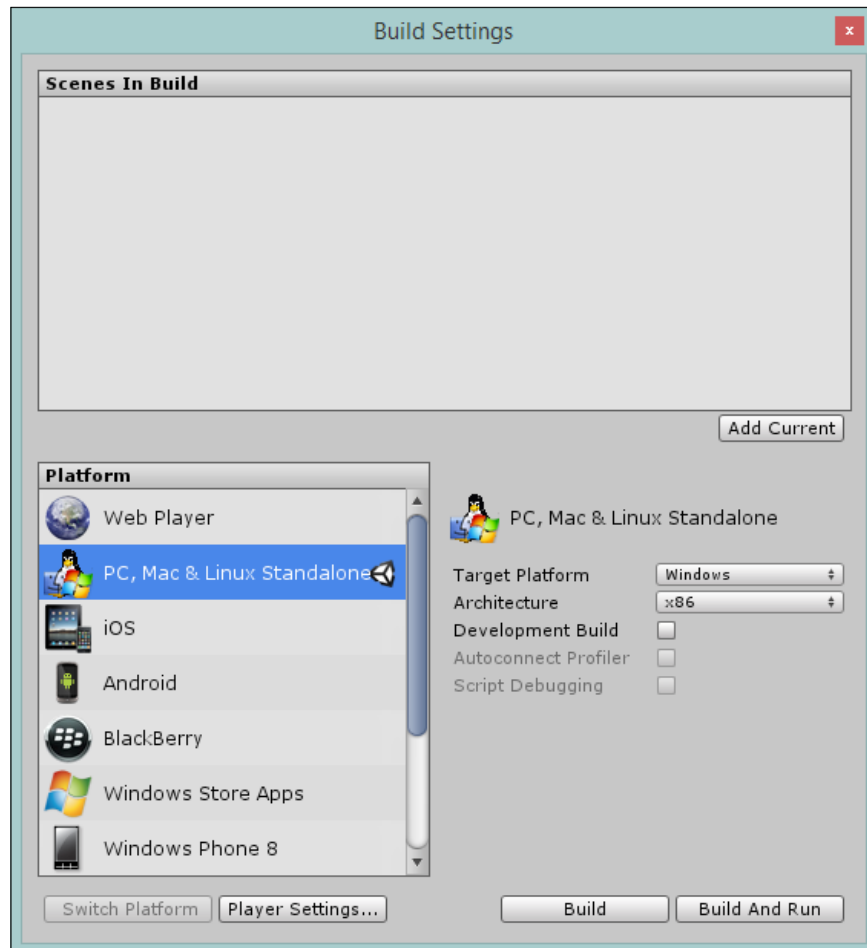 Build Settings
x
Scenes In Build
Add Current
Platform
Web Player
PC, Mac & Linux Standalone
iOS
Android
BlackBerry
Windows Store Apps
Windows Phone 8
PC, Mac & Linux Standalone
Target Platform Windows
Architecture x86
Development Build
Autoconnect Profiler
Script Debugging
Switch Platform Player Settings... Build Build And Run